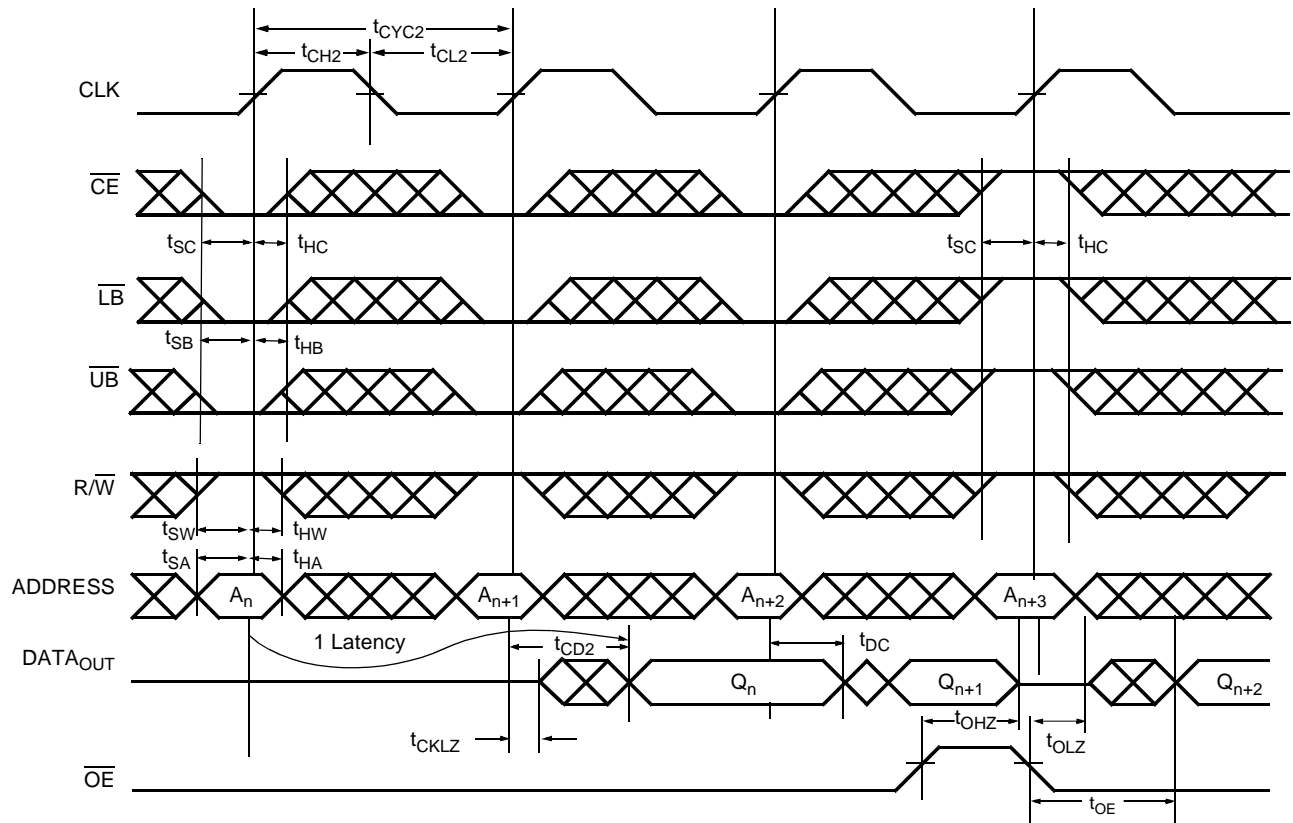 tCYC2
tCH2
tCL2
CLK
CE
tSC
tHC
tSC
tHC
LB
tSB
tHB
UB
R/W
tSW
tHW
tSA
tHA
ADDRESS
An
An+1
An+2
An+3
1 Latency
tCD2
tDC
DATAOUT
Qn
Qn+1
Qn+2
tOHZ
tCKLZ
tOLZ
OE
tOE